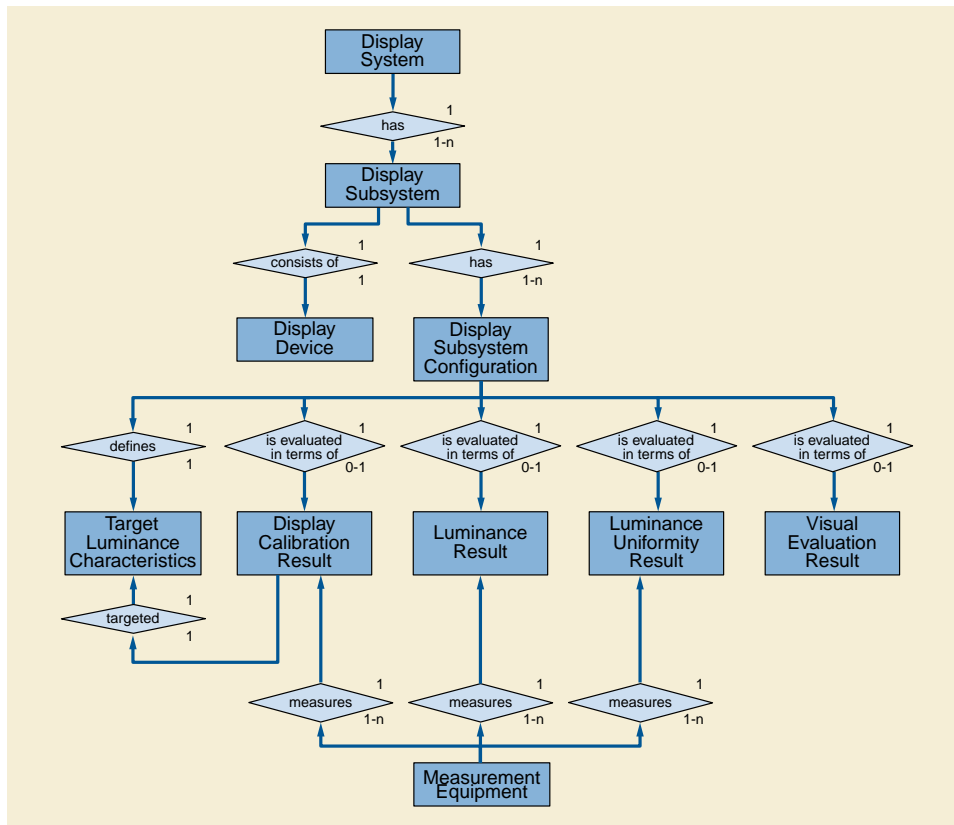 Display
System
1
has
1-n
Display
Subsystem
1
consists of
1
1
has
1-n
Display
Device
Display
Subsystem
Configuration
1
defines
1
1
is evaluated
in terms of
0-1
1
is evaluated
in terms of
0-1
1
is evaluated
in terms of
0-1
1
is evaluated
in terms of
0-1
Target
Luminance
Characteristics
Display
Calibration
Result
Luminance
Result
Luminance
Uniformity
Result
Visual
Evaluation
Result
1
targeted
1
1
measures
1-n
1
measures
1-n
1
measures
1-n
Measurement
Equipment